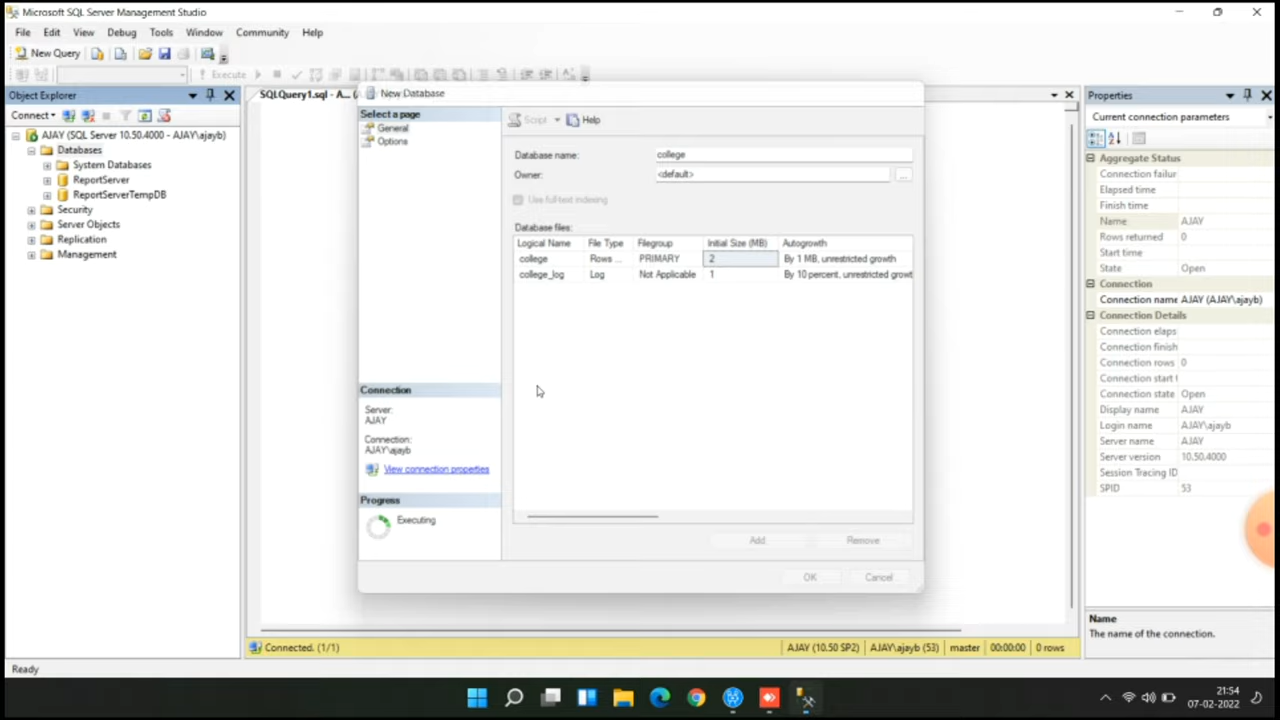 Microsoft SQL Server Management Studio
File Edit View Debug Tools Window Community Help
New Query
Execute
Object Explorer
Connect
AJAY (SQL Server 10.50.4000 - AJAY\ajayb)
Databases
System Databases
ReportServer
ReportServerTempDB
Security
Server Objects
Replication
Management
SQLQuery1.sql - A... (
New Database
Select a page
General
Options
Script Help
Database name: college
Owner: <default> ...
Use full-text indexing
Database files:
Logical Name File Type Filegroup Initial Size (MB) Autogrowth
college Rows ... PRIMARY 2 By 1 MB, unrestricted growth
college_log Log Not Applicable 1 By 10 percent, unrestricted growt
Connection
Server:
AJAY
Connection:
AJAY\ajayb
View connection properties
Progress
Executing
Add Remove
OK Cancel
Connected. (1/1) AJAY (10.50 SP2) AJAY\ajayb (53) master 00:00:00 0 rows
Properties
Current connection parameters
Aggregate Status
Connection failur
Elapsed time
Finish time
Name AJAY
Rows returned 0
Start time
State Open
Connection
Connection name AJAY (AJAY\ajayb)
Connection Details
Connection elaps
Connection finish
Connection rows 0
Connection start t
Connection state Open
Display name AJAY
Login name AJAY\ajayb
Server name AJAY
Server version 10.50.4000
Session Tracing ID
SPID 53
Name
The name of the connection.
Ready
21:54
07-02-2022